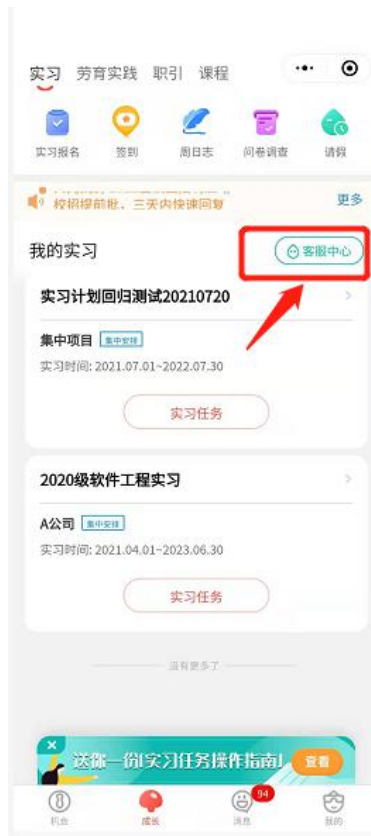 实习 劳育实践 职引 课程
实习报名 签到 周日志 问卷调查 请假
校招提前批、三天内快速回复 更多
我的实习 客服中心
实习计划回归测试20210720
集中项目 集中安排
实习时间: 2021.07.01~2022.07.30
实习任务
2020级软件工程实习
A公司 集中安排
实习时间: 2021.04.01~2023.06.30
实习任务
没有更多了
送你一份「实习任务操作指南」 查看
94
机会 成长 消息 我的